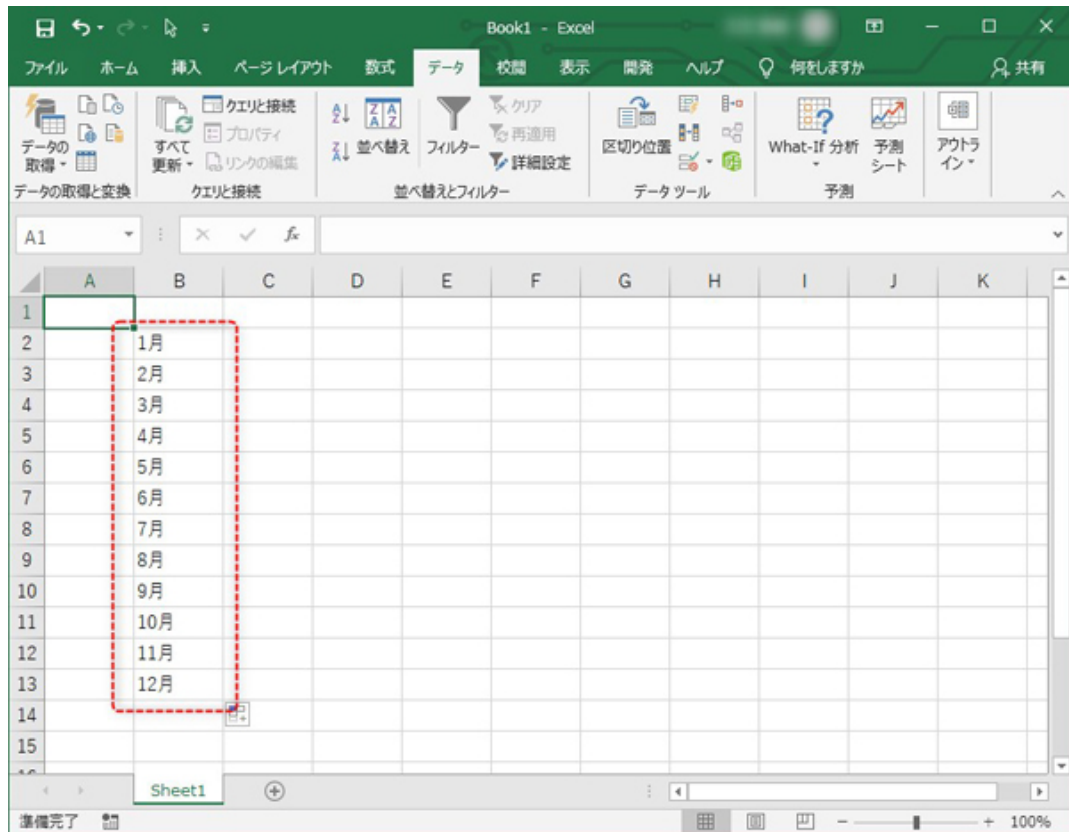 Book1 - Excel
ファイル ホーム 挿入 ページ レイアウト 数式 データ 校閲 表示 開発 ヘルプ 何をしますか 共有
データの取得
すべて更新
クエリと接続
プロパティ
リンクの編集
並べ替え
フィルター
クリア
再適用
詳細設定
区切り位置
What-If 分析
予測シート
アウトライン
データの取得と変換 クエリと接続 並べ替えとフィルター データ ツール 予測
A1 fx
A B C D E F G H I J K
1
2 1月
3 2月
4 3月
5 4月
6 5月
7 6月
8 7月
9 8月
10 9月
11 10月
12 11月
13 12月
14
15
Sheet1
準備完了 100%